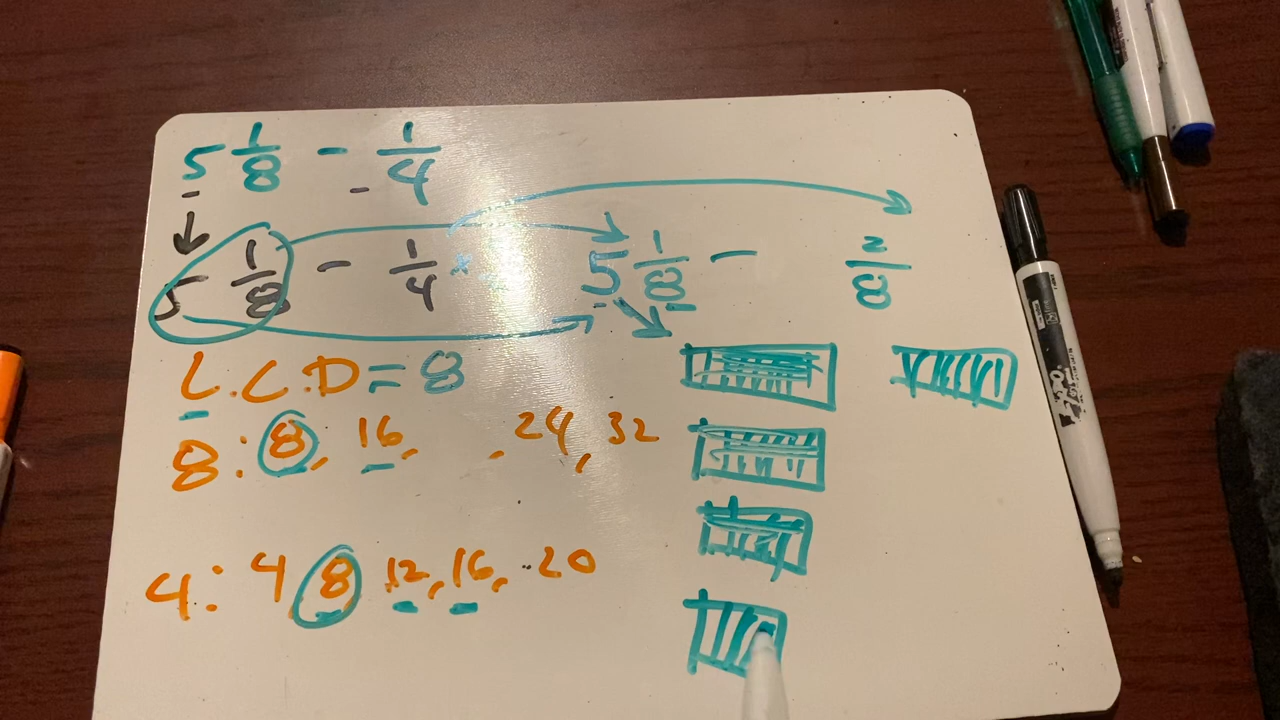 5 1/8 - 1/4
5 1/8 - 1/4 5 1/8 - 2/8
L.C.D = 8
8: 8, 16, , 24, 32
4: 4 8 12, 16, 20
EXPO